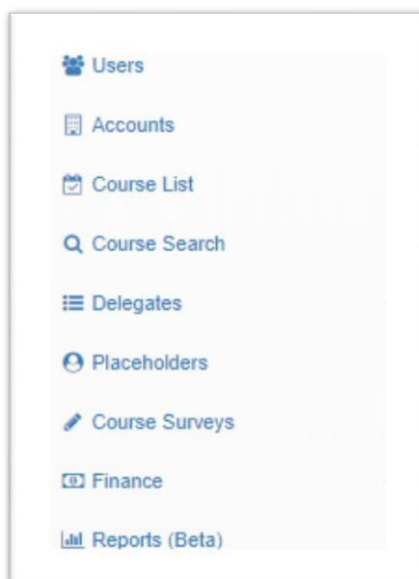 Users
Accounts
Course List
Course Search
Delegates
Placeholders
Course Surveys
Finance
Reports (Beta)